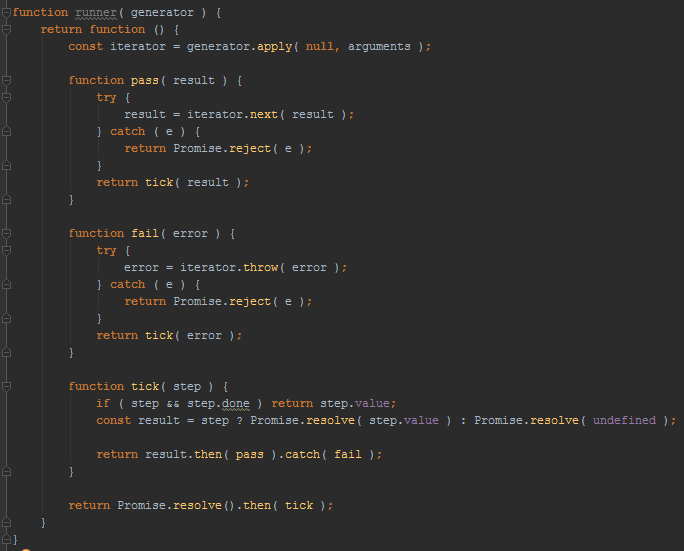 function runner( generator ) {
    return function () {
        const iterator = generator.apply( null, arguments );

        function pass( result ) {
            try {
                result = iterator.next( result );
            } catch ( e ) {
                return Promise.reject( e );
            }
            return tick( result );
        }

        function fail( error ) {
            try {
                error = iterator.throw( error );
            } catch ( e ) {
                return Promise.reject( e );
            }
            return tick( error );
        }

        function tick( step ) {
            if ( step && step.done ) return step.value;
            const result = step ? Promise.resolve( step.value ) : Promise.resolve( undefined );

            return result.then( pass ).catch( fail );
        }

        return Promise.resolve().then( tick );
    }
}